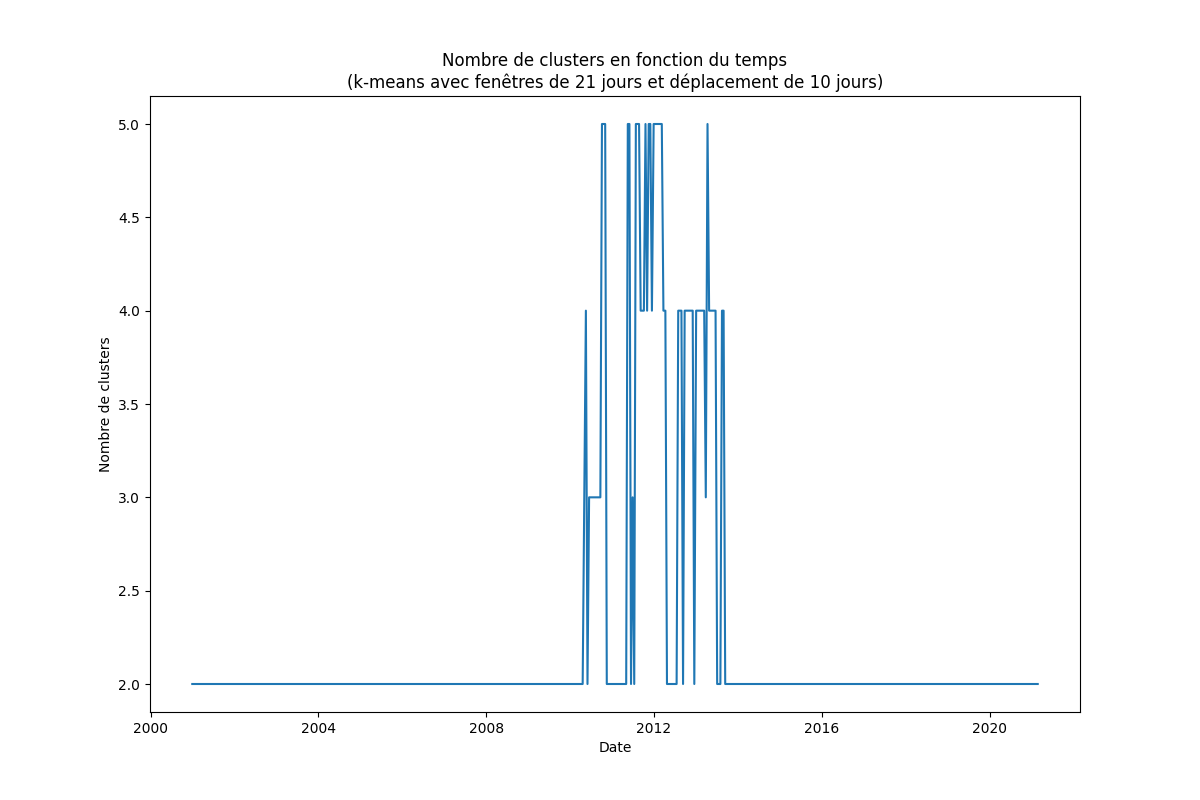 Nombre de clusters en fonction du temps
(k-means avec fenêtres de 21 jours et déplacement de 10 jours)
5.0
4.5
4.0
3.5
3.0
2.5
2.0
Nombre de clusters
2000 2004 2008 2012 2016 2020
Date